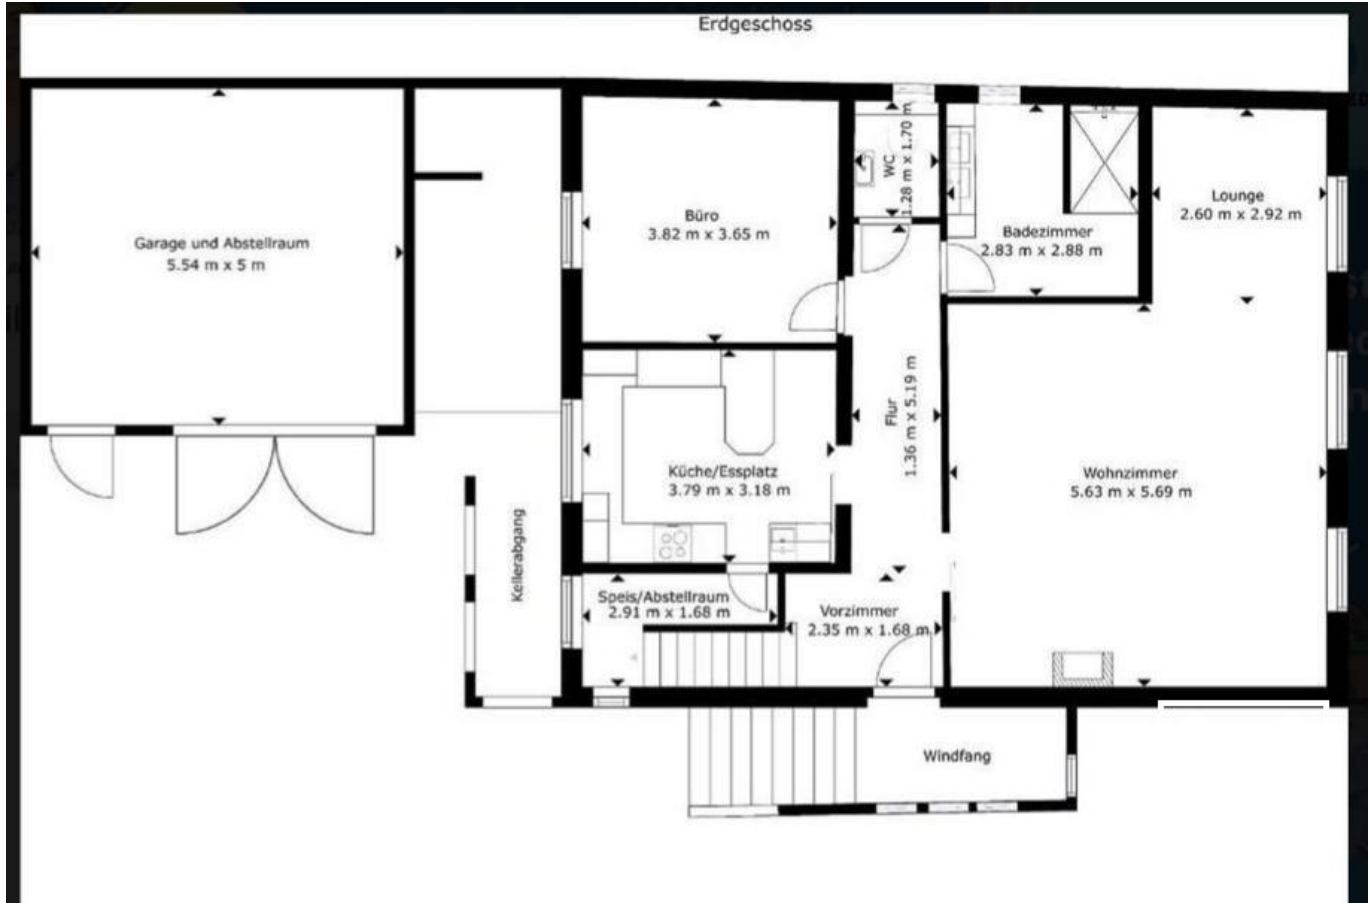 Erdgeschoss
Garage und Abstellraum
5.54 m x 5 m
Büro
3.82 m x 3.65 m
WC
1.28 m x 1.70 m
Badezimmer
2.83 m x 2.88 m
Lounge
2.60 m x 2.92 m
Flur
1.36 m x 5.19 m
Küche/Essplatz
3.79 m x 3.18 m
Wohnzimmer
5.63 m x 5.69 m
Kellerabgang
Speis/Abstellraum
2.91 m x 1.68 m
Vorzimmer
2.35 m x 1.68 m
Windfang